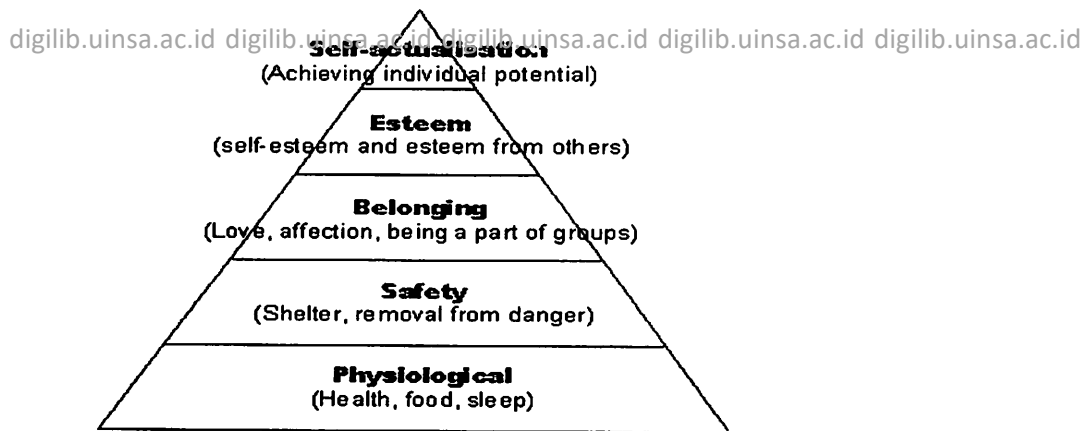 digilib.uinsa.ac.id digilib.uinsa.ac.id digilib.uinsa.ac.id digilib.uinsa.ac.id digilib.uinsa.ac.id
Self-actualisation
(Achieving individual potential)
Esteem
(self-esteem and esteem from others)
Belonging
(Love, affection, being a part of groups)
Safety
(Shelter, removal from danger)
Physiological
(Health, food, sleep)